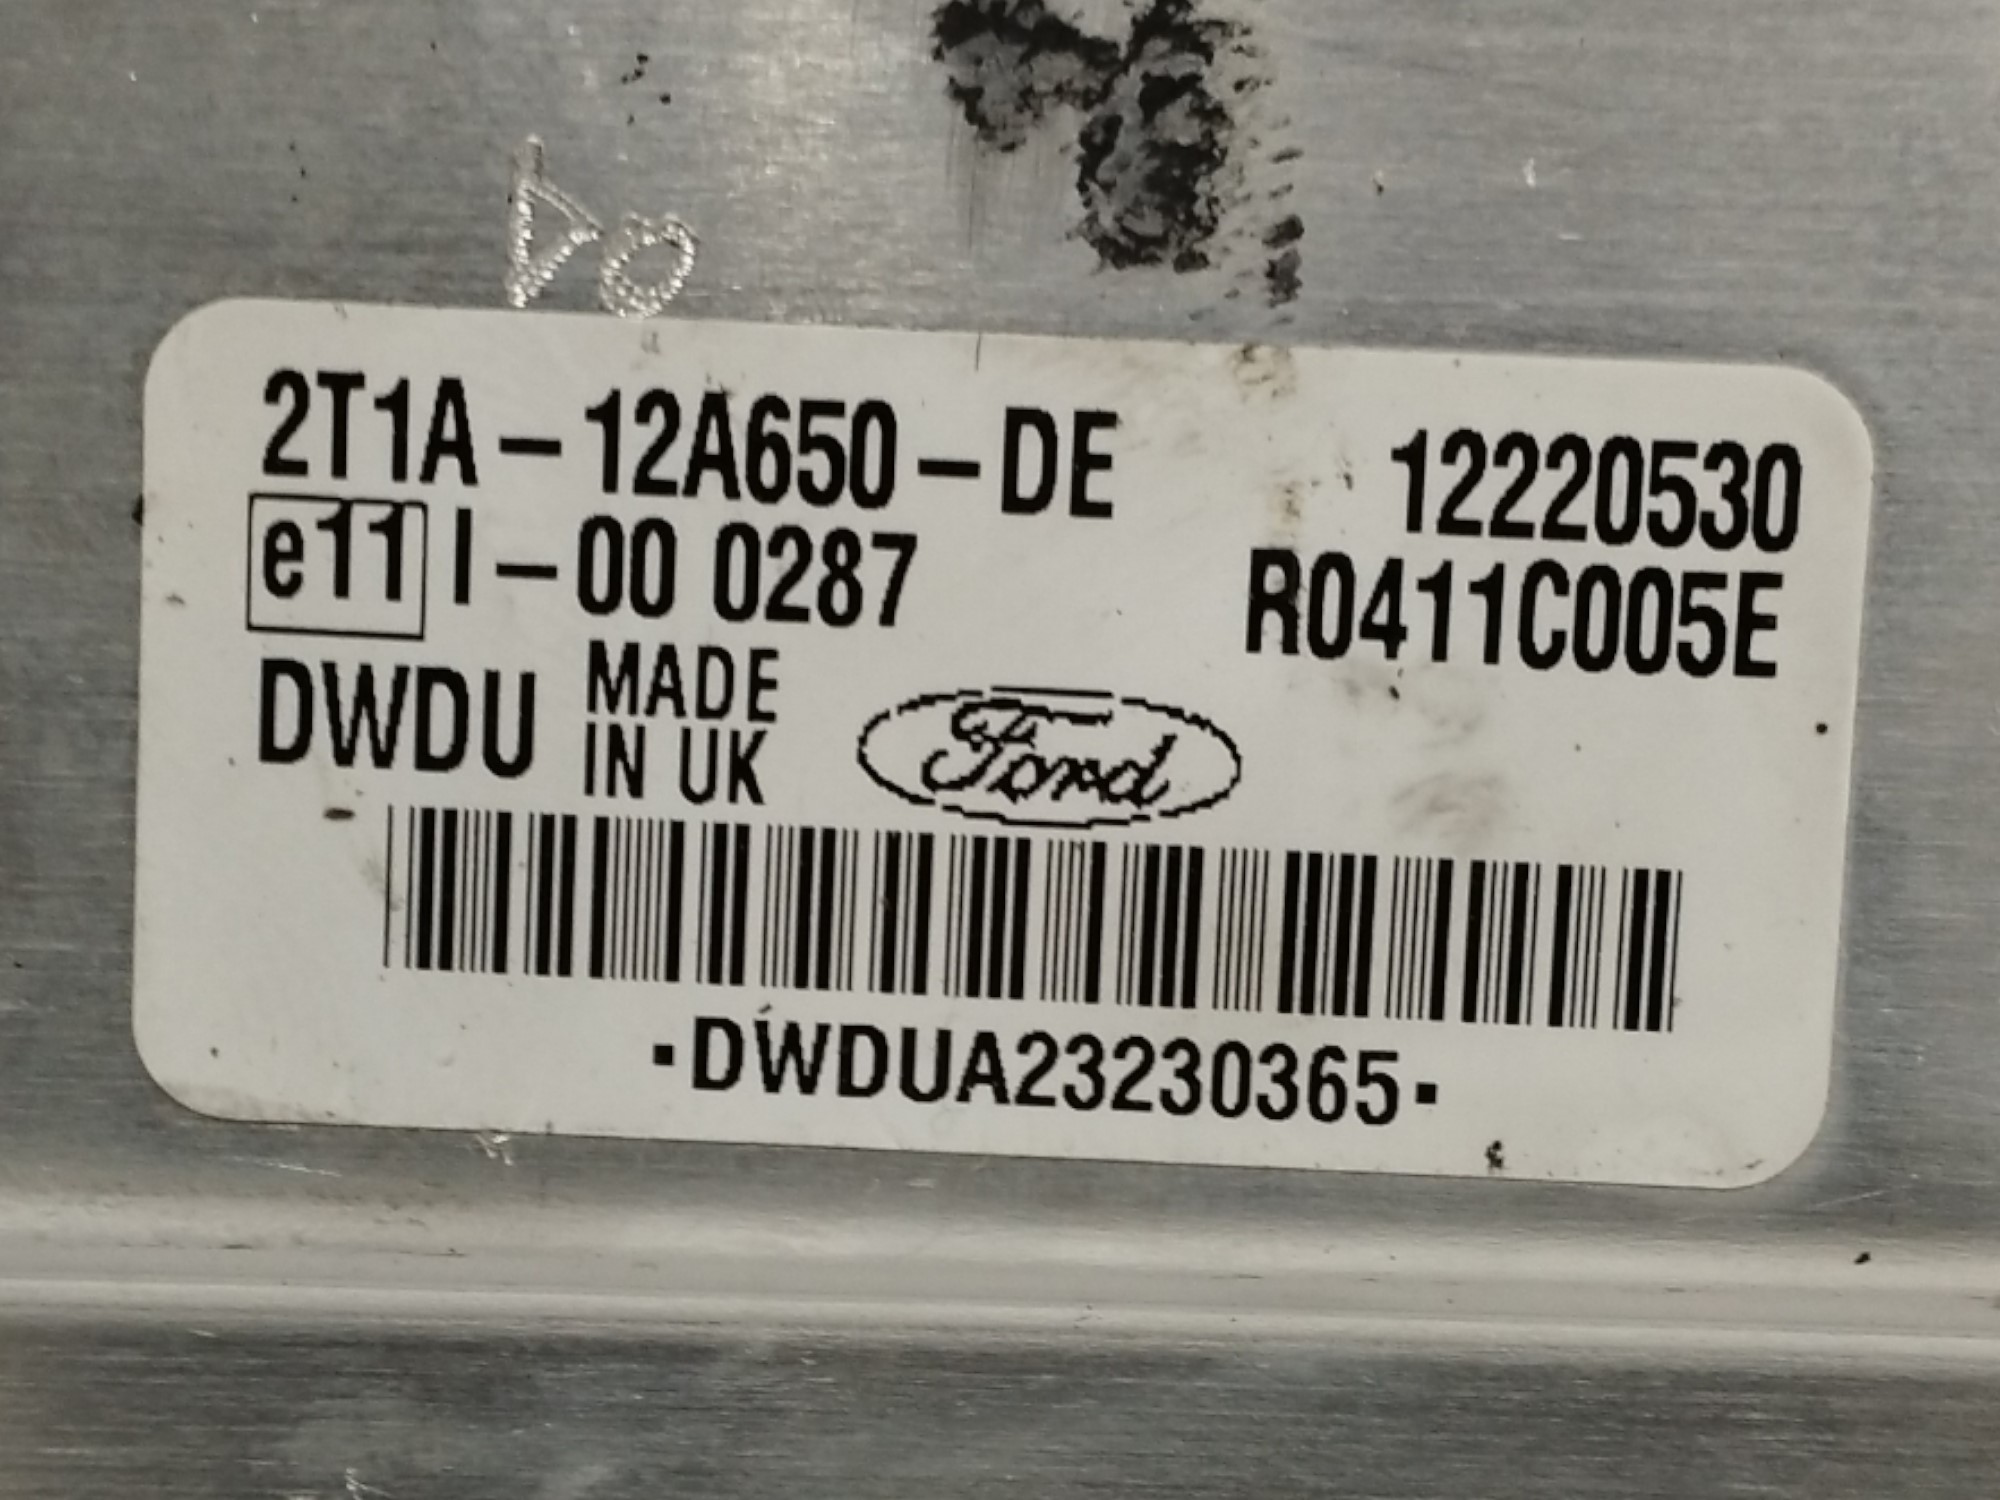 2T1A-12A650-DE 12220530
e11 I-00 0287 R0411C005E
DWDU MADE IN UK Ford
DWDUA23230365